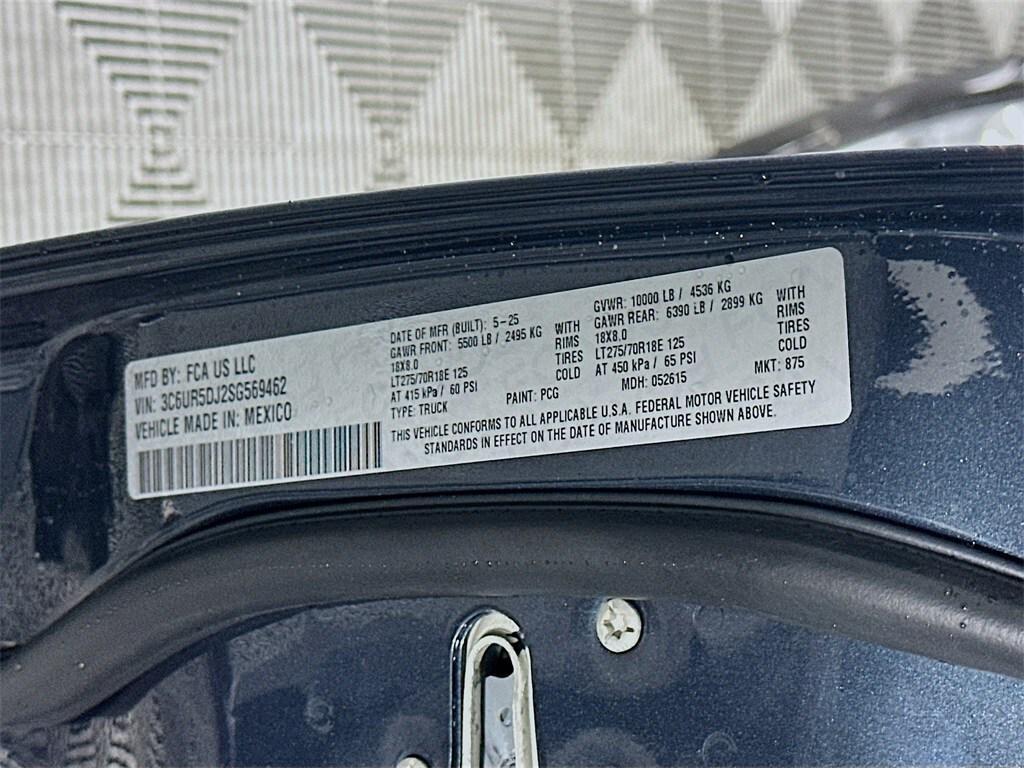 MFD BY: FCA US LLC
VIN: 3C6UR5DJ2SG569462
VEHICLE MADE IN: MEXICO
DATE OF MFR (BUILT): 5-25
GAWR FRONT: 5500 LB / 2495 KG WITH
18X8.0 RIMS
LT275/70R18E 125 TIRES
AT 415 kPa / 60 PSI COLD
TYPE: TRUCK PAINT: PCG
GVWR: 10000 LB / 4536 KG
GAWR REAR: 6390 LB / 2899 KG WITH
18X8.0 RIMS
LT275/70R18E 125 TIRES
AT 450 kPa / 65 PSI COLD
MDH: 052615 MKT: 875
THIS VEHICLE CONFORMS TO ALL APPLICABLE U.S.A. FEDERAL MOTOR VEHICLE SAFETY
STANDARDS IN EFFECT ON THE DATE OF MANUFACTURE SHOWN ABOVE.